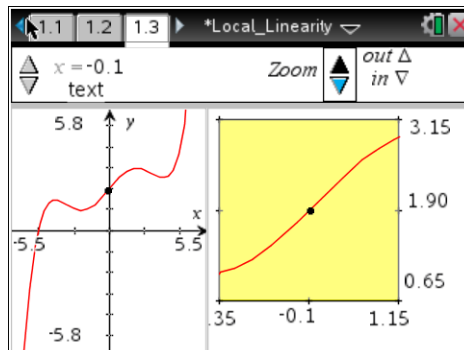 1.1 1.2 1.3 *Local_Linearity
x = -0.1 Zoom out Δ
text in ∇
5.8 y 3.15
x 1.90
-5.5 5.5 0.65
-5.8 .35 -0.1 1.15